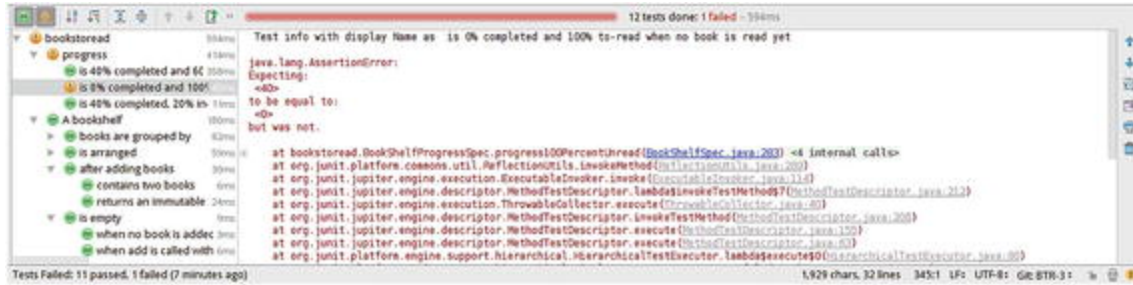 12 tests done: 1 failed - 594ms
bookstoread 594ms
progress
is 40% completed and 6(
is 0% completed and 100%
is 40% completed, 20% in- 11ms
A bookshelf
books are grouped by 82ms
is arranged
after adding books
contains two books 6ms
returns an immutable 24ms
is empty 9ms
when no book is addec 3ms
when add is called with 6ms
Test info with display Name as is 0% completed and 100% to-read when no book is read yet
java.lang.AssertionError:
Expecting:
<40>
to be equal to:
<0>
but was not.
at bookstoread.BookShelfProgressSpec.progress100PercentUnread(BookShelfSpec.java:203) <4 internal calls>
at org.junit.platform.commons.util.ReflectionUtils.invokeMethod(ReflectionUtils.java:
at org.junit.jupiter.engine.execution.ExecutableInvoker.invoke(ExecutableInvoker.java:114)
at org.junit.jupiter.engine.descriptor.MethodTestDescriptor.lambda$invokeTestMethod$7(MethodTestDescriptor.java:212)
at org.junit.jupiter.engine.execution.ThrowableCollector.execute(ThrowableCollector.java:40)
at org.junit.jupiter.engine.descriptor.MethodTestDescriptor.invokeTestMethod(MethodTestDescriptor.java:208)
at org.junit.jupiter.engine.descriptor.MethodTestDescriptor.execute(MethodTestDescriptor.java:155)
at org.junit.jupiter.engine.descriptor.MethodTestDescriptor.execute(MethodTestDescriptor.java:63)
at org.junit.platform.engine.support.hierarchical.HierarchicalTestExecutor.lambda$execute$0(HierarchicalTestExecutor.java:80)
Tests Failed: 11 passed, 1 failed (7 minutes ago)
1,929 chars, 32 lines 345:1 LF÷ UTF-8÷ Git: BTR-3÷